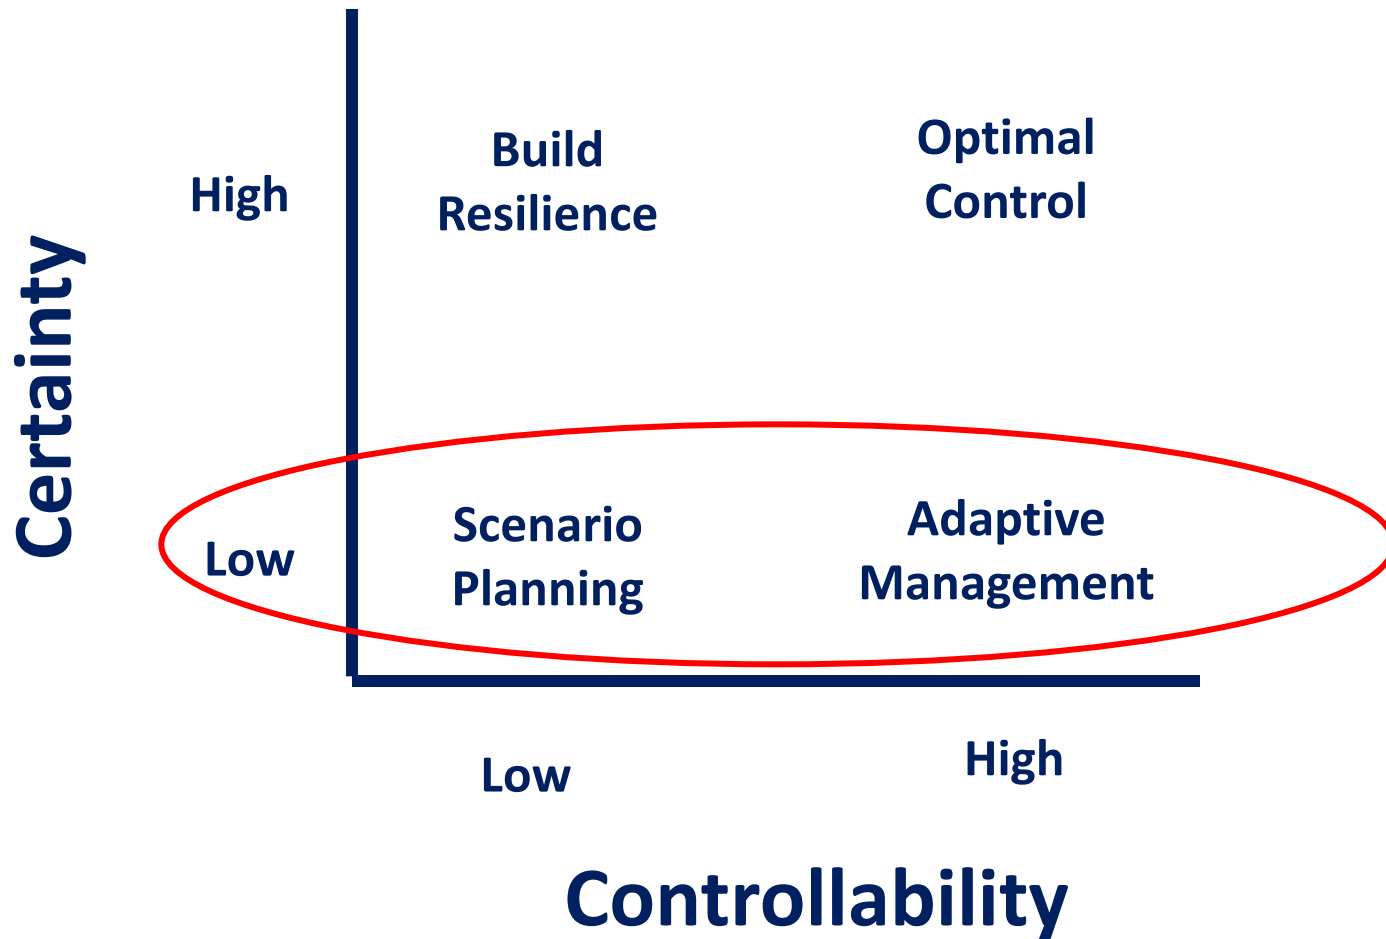 Certainty
High
Build
Resilience
Optimal
Control
Low
Scenario
Planning
Adaptive
Management
Low
High
Controllability